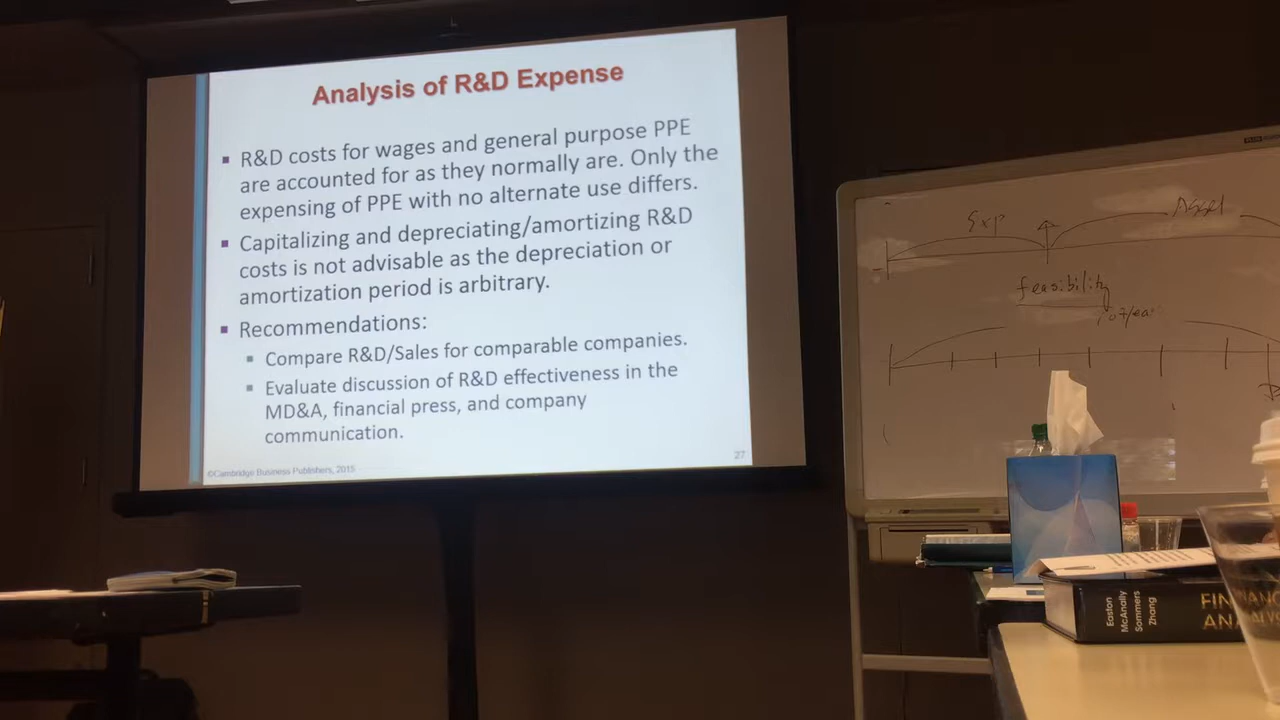 Analysis of R&D Expense
R&D costs for wages and general purpose PPE
are accounted for as they normally are. Only the
expensing of PPE with no alternate use differs.
Capitalizing and depreciating/amortizing R&D
costs is not advisable as the depreciation or
amortization period is arbitrary.
Recommendations:
Compare R&D/Sales for comparable companies.
Evaluate discussion of R&D effectiveness in the
MD&A, financial press, and company
communication.
©Cambridge Business Publishers, 2015
27
Exp
Asset
feasibility
Easton
McAnally
Sommers
Zhang